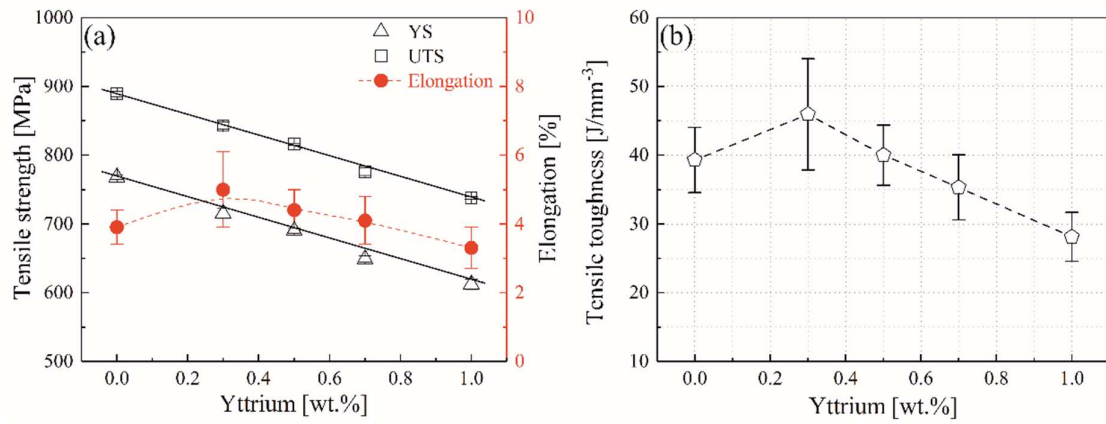 (a)
YS
UTS
Elongation
Tensile strength [MPa]
1000
900
800
700
600
500
10
8
6
4
2
0
Elongation [%]
0.0 0.2 0.4 0.6 0.8 1.0
Yttrium [wt.%]
(b)
Tensile toughness [J/mm⁻³]
60
50
40
30
20
10
0.0 0.2 0.4 0.6 0.8 1.0
Yttrium [wt.%]